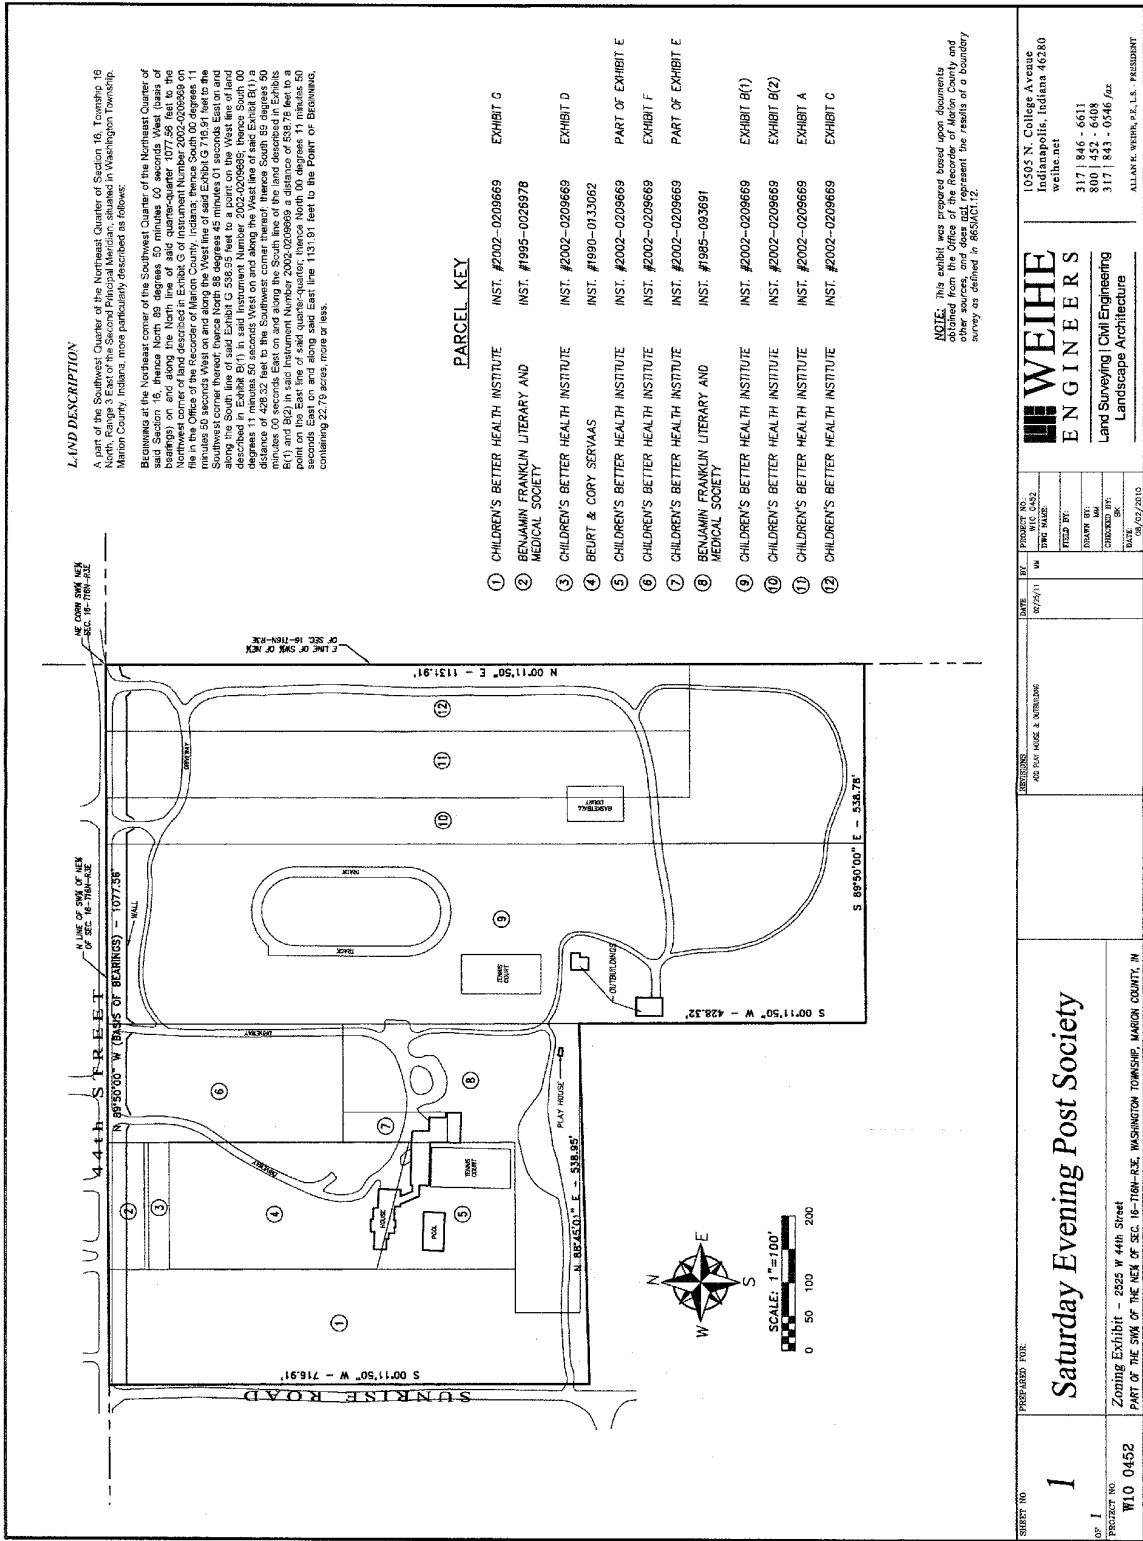 LAND DESCRIPTION
A part of the Southwest Quarter of the Northeast Quarter of Section 16, Township 16
North, Range 3 East of the Second Principal Meridian, situated in Washington Township,
Marion County, Indiana, more particularly described as follows:
BEGINNING at the Northeast corner of the Southwest Quarter of the Northeast Quarter of
said Section 16, thence North 89 degrees 50 minutes 00 seconds West (basis of
bearings) on and along the North line of said quarter-quarter 1077.56 feet to the
Northwest corner of land described in Exhibit G of Instrument Number 2002-0209669 on
file in the Office of the Recorder of Marion County, Indiana; thence South 00 degrees 11
minutes 50 seconds West on and along the West line of said Exhibit G 716.91 feet to the
Southwest corner thereof; thence North 88 degrees 45 minutes 01 seconds East on and
along the South line of said Exhibit G 538.95 feet to a point on the West line of land
described in Exhibit B(1) in said Instrument Number 2002-0209669; thence South 00
degrees 11 minutes 50 seconds West on and along the West line of said Exhibit B(1) a
distance of 428.32 feet to the Southwest corner thereof; thence South 89 degrees 50
minutes 00 seconds East on and along the South line of the land described in Exhibits
B(1) and B(2) in said Instrument Number 2002-0209669 a distance of 538.78 feet to a
point on the East line of said quarter-quarter; thence North 00 degrees 11 minutes 50
seconds East on and along said East line 1131.91 feet to the POINT OF BEGINNING,
containing 22.79 acres, more or less.
PARCEL KEY
1 CHILDREN'S BETTER HEALTH INSTITUTE INST. #2002-0209669 EXHIBIT G
2 BENJAMIN FRANKLIN LITERARY AND INST. #1995-0026978
MEDICAL SOCIETY
3 CHILDREN'S BETTER HEALTH INSTITUTE INST. #2002-0209669 EXHIBIT D
4 BEURT & CORY SERVAAS INST. #1990-0133062
5 CHILDREN'S BETTER HEALTH INSTITUTE INST. #2002-0209669 PART OF EXHIBIT E
6 CHILDREN'S BETTER HEALTH INSTITUTE INST. #2002-0209669 EXHIBIT F
7 CHILDREN'S BETTER HEALTH INSTITUTE INST. #2002-0209669 PART OF EXHIBIT E
8 BENJAMIN FRANKLIN LITERARY AND INST. #1985-093691
MEDICAL SOCIETY
9 CHILDREN'S BETTER HEALTH INSTITUTE INST. #2002-0209669 EXHIBIT B(1)
10 CHILDREN'S BETTER HEALTH INSTITUTE INST. #2002-0209669 EXHIBIT B(2)
11 CHILDREN'S BETTER HEALTH INSTITUTE INST. #2002-0209669 EXHIBIT A
12 CHILDREN'S BETTER HEALTH INSTITUTE INST. #2002-0209669 EXHIBIT C
NOTE: This exhibit was prepared based upon documents
obtained from the Office of the Recorder of Marion County and
other sources, and does not represent the results of a boundary
survey as defined in 865IAC1.12.
NE CORN SW¼ NE¼
SEC. 16-T16N-R3E
N LINE OF SW¼ OF NE¼
OF SEC. 16-T16N-R3E
E LINE OF SW¼ OF NE¼
OF SEC. 16-T16N-R3E
44th STREET
N 89°50'00" W (BASIS OF BEARINGS) - 1077.56'
WALL
SUNRISE ROAD
S 00°11'50" W - 716.91'
N 88°45'01" E - 538.95'
S 00°11'50" W - 428.32'
S 89°50'00" E - 538.78'
N 00°11'50" E - 1131.91'
1
2
3
4
5
6
7
8
9
10
11
12
DRIVEWAY
DRIVEWAY
DRIVEWAY
HOUSE
POOL
TENNIS
COURT
PLAY HOUSE
TRACK
TRACK
TENNIS
COURT
OUTBUILDINGS
BASKETBALL
COURT
N
E
S
W
SCALE: 1"=100'
0 50 100 200
SHEET NO.
1
OF 1
PROJECT NO.
W10 0452
PREPARED FOR:
Saturday Evening Post Society
Zoning Exhibit - 2525 W 44th Street
PART OF THE SW¼ OF THE NE¼ OF SEC. 16-T16N-R3E, WASHINGTON TOWNSHIP, MARION COUNTY, IN
REVISIONS DATE BY
ADD PLAY HOUSE & OUTBUILDING 02/25/11 MM
PROJECT NO.:
W10 0452
DWG NAME:
FIELD BY:
DRAWN BY:
MM
CHECKED BY:
BK
DATE:
08/02/2010
WEIHE
ENGINEERS
Land Surveying | Civil Engineering
Landscape Architecture
10505 N. College Avenue
Indianapolis, Indiana 46280
weihe.net
317 | 846 - 6611
800 | 452 - 6408
317 | 843 - 0546 fax
ALLAN H. WEIHE, P.E., L.S. - PRESIDENT